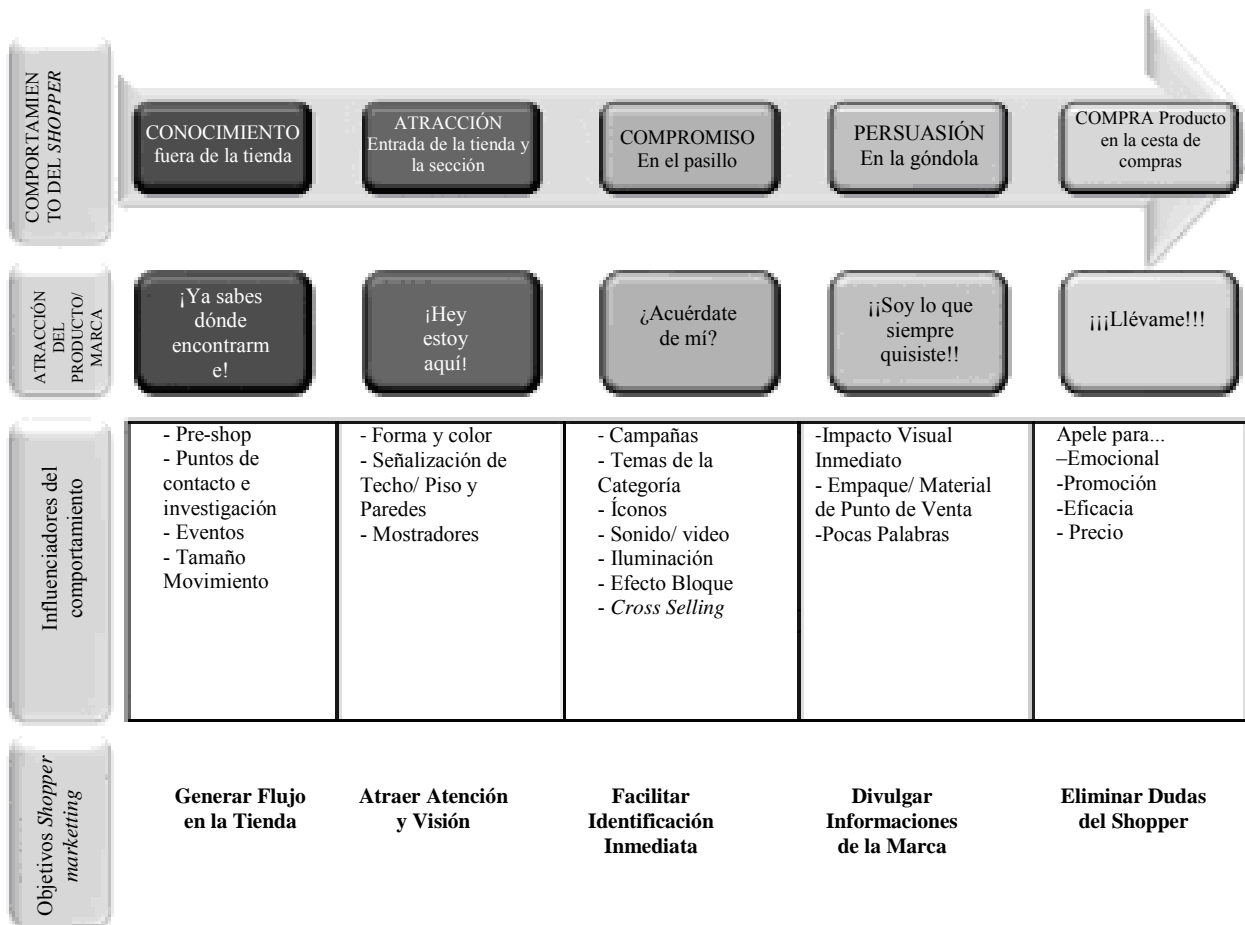 COMPORTAMIEN
TO DEL SHOPPER
CONOCIMIENTO
fuera de la tienda
ATRACCIÓN
Entrada de la tienda y
la sección
COMPROMISO
En el pasillo
PERSUASIÓN
En la góndola
COMPRA Producto
en la cesta de
compras
ATRACCIÓN
DEL
PRODUCTO/
MARCA
¡Ya sabes
dónde
encontrarm
e!
¡Hey
estoy
aquí!
¿Acuérdate
de mí?
¡¡Soy lo que
siempre
quisiste!!
¡¡¡Llévame!!!
Influenciadores del
comportamiento
- Pre-shop
- Puntos de
contacto e
investigación
- Eventos
- Tamaño
Movimiento
- Forma y color
- Señalización de
Techo/ Piso y
Paredes
- Mostradores
- Campañas
- Temas de la
Categoría
- Íconos
- Sonido/ video
- Iluminación
- Efecto Bloque
- Cross Selling
-Impacto Visual
Inmediato
- Empaque/ Material
de Punto de Venta
-Pocas Palabras
Apele para...
–Emocional
-Promoción
-Eficacia
- Precio
Objetivos Shopper
marketting
Generar Flujo
en la Tienda
Atraer Atención
y Visión
Facilitar
Identificación
Inmediata
Divulgar
Informaciones
de la Marca
Eliminar Dudas
del Shopper